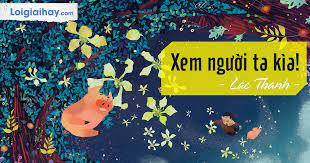 Loigiaihay.com
Xem người ta kìa!
- Lạc Thanh -